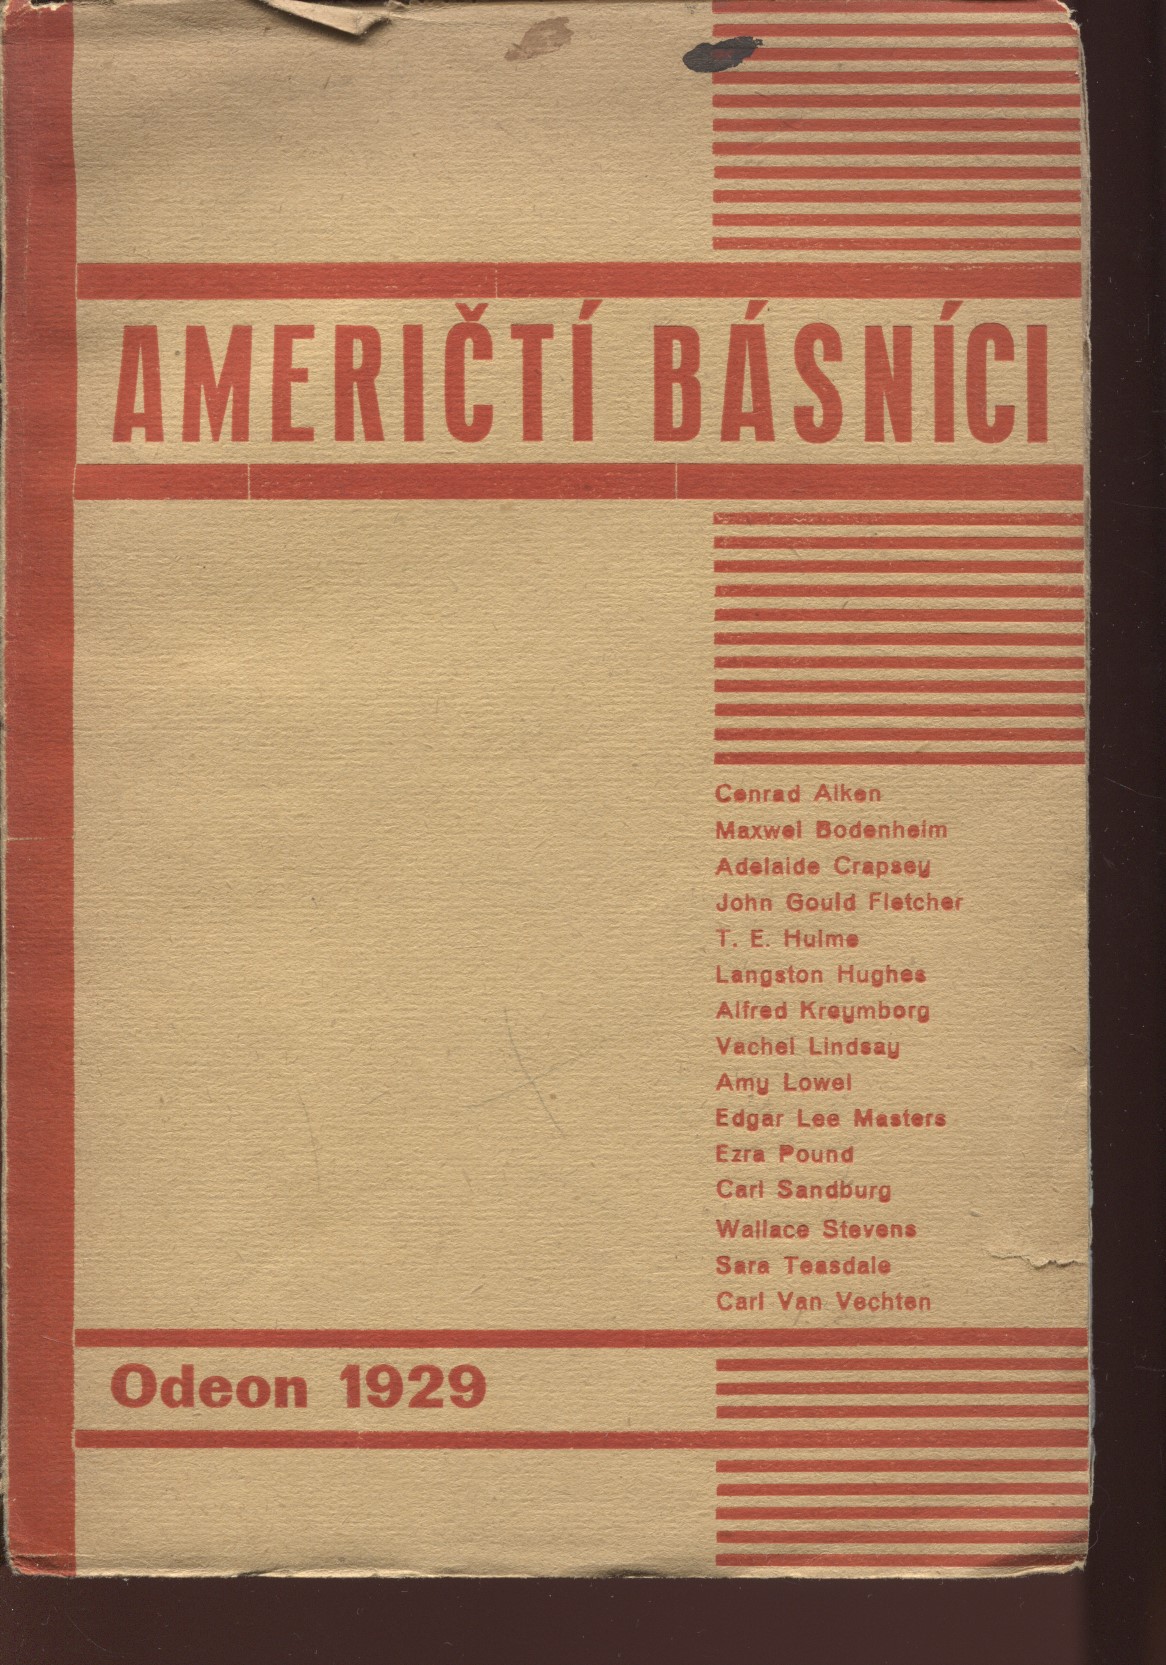 AMERIČTÍ BÁSNÍCI
Conrad Aiken
Maxwel Bodenheim
Adelaide Crapsey
John Gould Fletcher
T. E. Hulme
Langston Hughes
Alfred Kreymborg
Vachel Lindsay
Amy Lowel
Edgar Lee Masters
Ezra Pound
Carl Sandburg
Wallace Stevens
Sara Teasdale
Carl Van Vechten
Odeon 1929